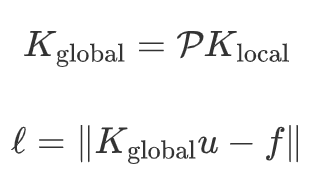 K_global = 𝒫K_local
ℓ = ‖K_global u − f‖